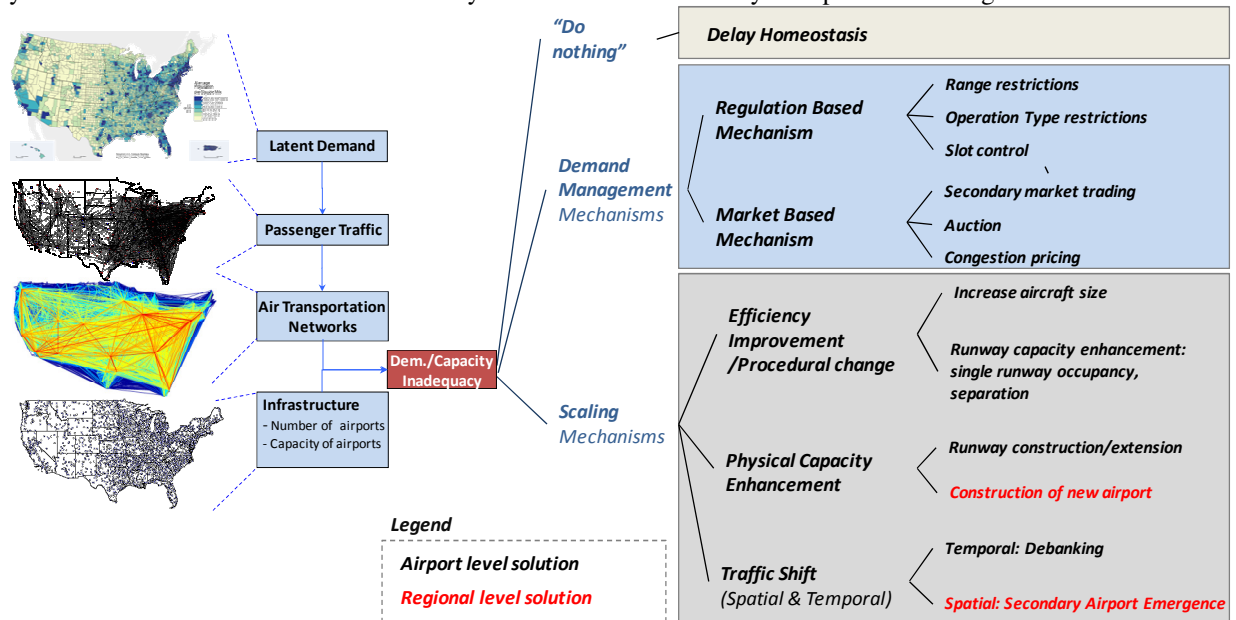 "Do
nothing"
Delay Homeostasis
Latent Demand
Passenger Traffic
Air Transportation
Networks
Dem./Capacity
Inadequacy
Infrastructure
- Number of airports
- Capacity of airports
Demand
Management
Mechanisms
Regulation Based
Mechanism
Range restrictions
Operation Type restrictions
Slot control
Market Based
Mechanism
Secondary market trading
Auction
Congestion pricing
Scaling
Mechanisms
Efficiency
Improvement
/Procedural change
Increase aircraft size
Runway capacity enhancement:
single runway occupancy,
separation
Physical Capacity
Enhancement
Runway construction/extension
Construction of new airport
Traffic Shift
(Spatial & Temporal)
Temporal: Debanking
Spatial: Secondary Airport Emergence
Legend
Airport level solution
Regional level solution